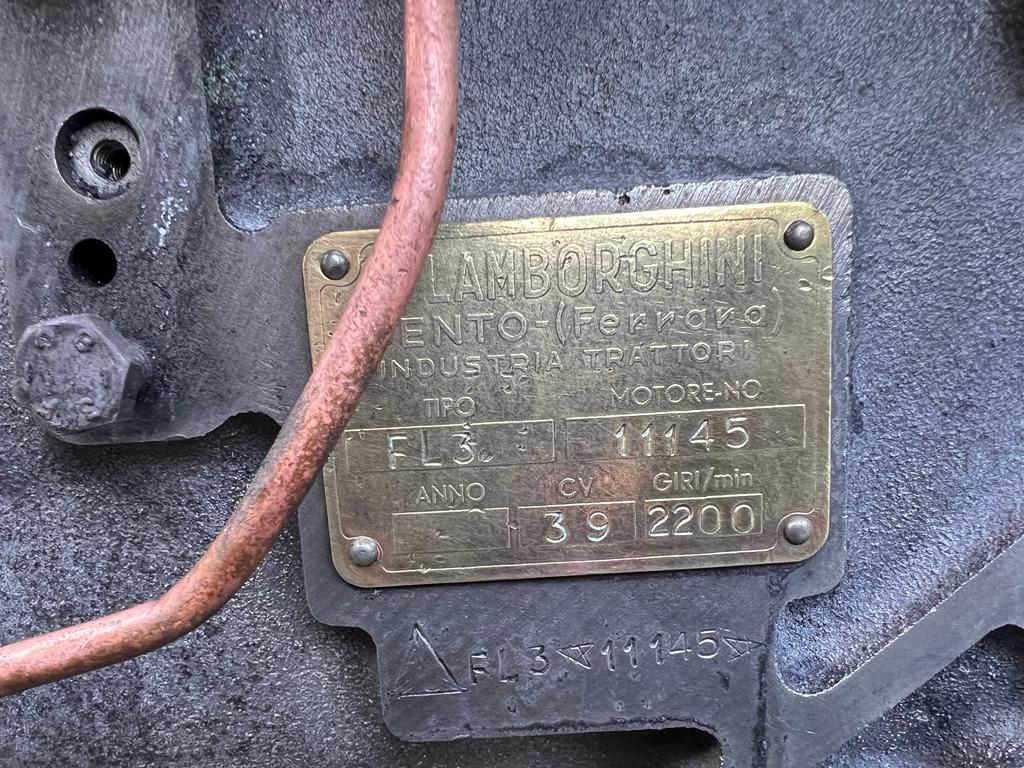 LAMBORGHINI
ENTO-(Ferrara)
INDUSTRIA TRATTORI
TIPO MOTORE-NO
FL3 11145
ANNO CV GIRI/min
- 39 2200
FL3 11145